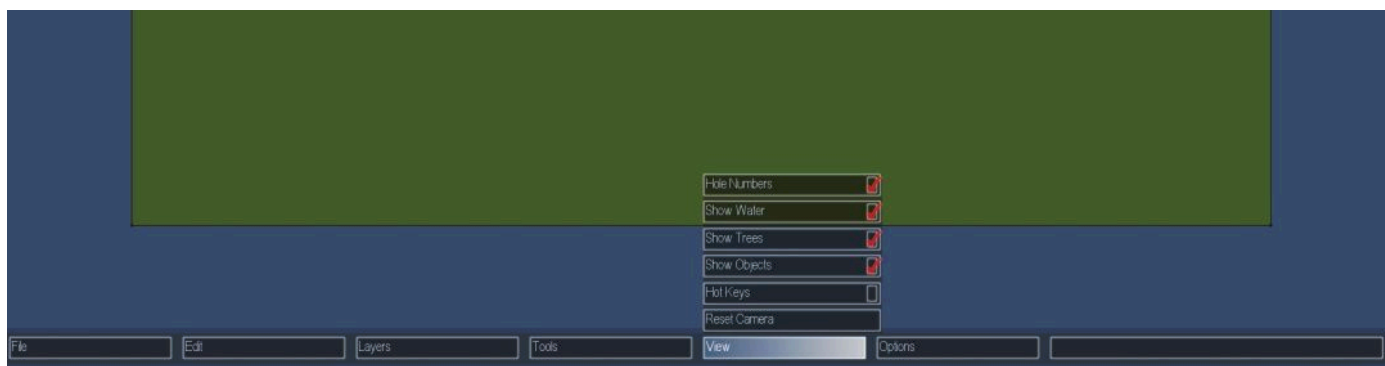 Hole Numbers
Show Water
Show Trees
Show Objects
Hot Keys
Reset Camera
File Edit Layers Tools View Options